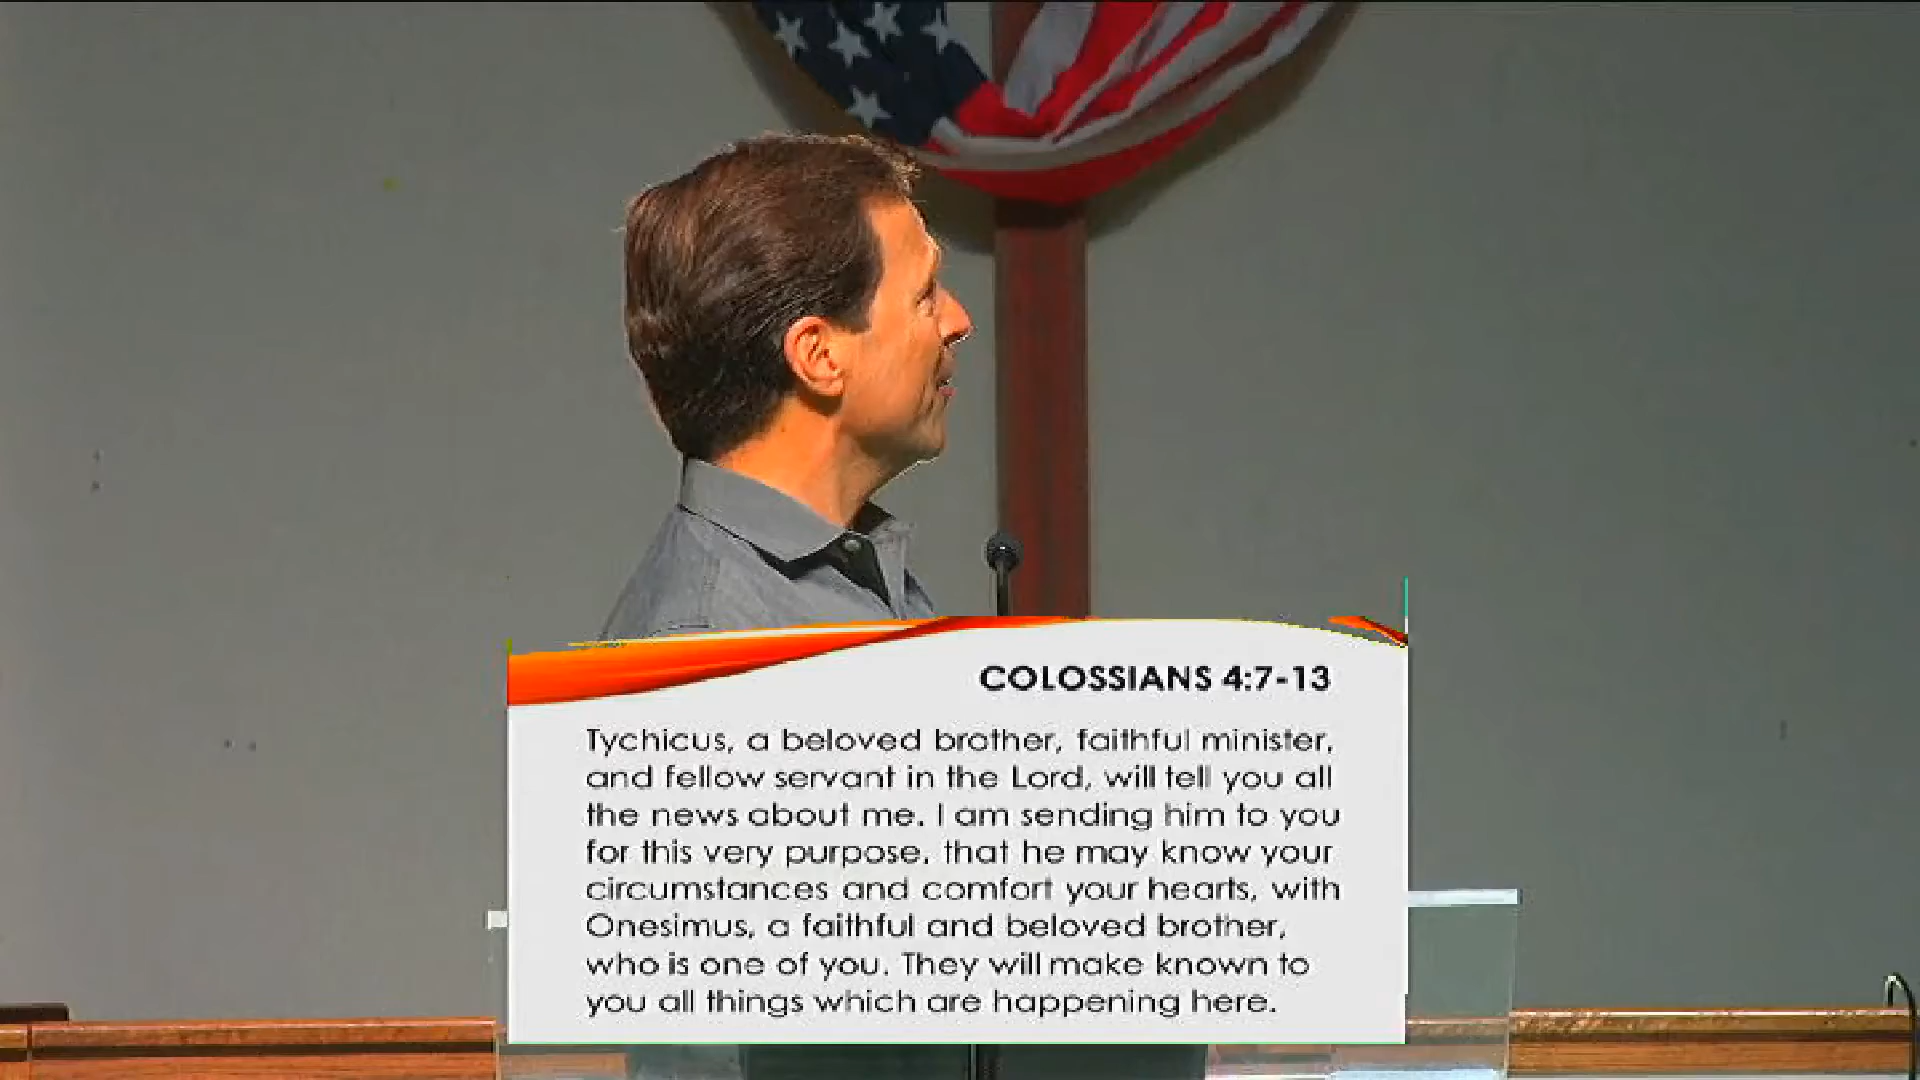 COLOSSIANS 4:7-13
Tychicus, a beloved brother, faithful minister,
and fellow servant in the Lord, will tell you all
the news about me. I am sending him to you
for this very purpose, that he may know your
circumstances and comfort your hearts, with
Onesimus, a faithful and beloved brother,
who is one of you. They will make known to
you all things which are happening here.